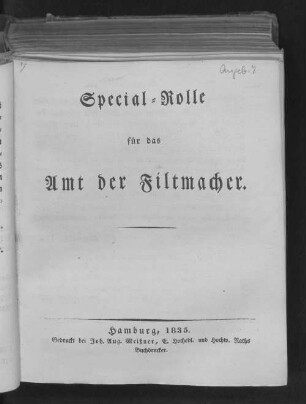 Special-Rolle
für das
Amt der Filtmacher.
Hamburg, 1835.
Gedruckt bei Joh. Aug. Meißner, E. Hochedl. und Hochw. Raths
Buchdrucker.